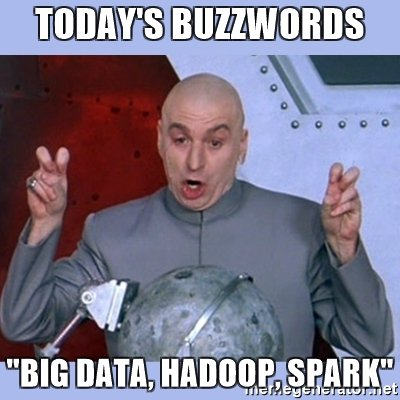 TODAY'S BUZZWORDS
"BIG DATA, HADOOP, SPARK"
memegenerator.net